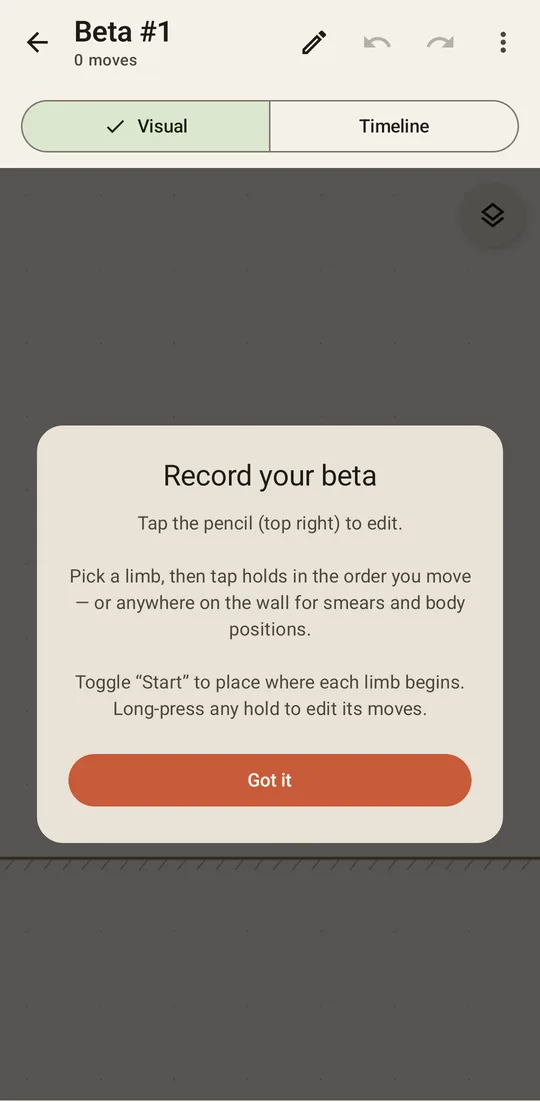 Beta #1
0 moves
Visual
Timeline
Record your beta
Tap the pencil (top right) to edit.
Pick a limb, then tap holds in the order you move
— or anywhere on the wall for smears and body
positions.
Toggle “Start” to place where each limb begins.
Long-press any hold to edit its moves.
Got it